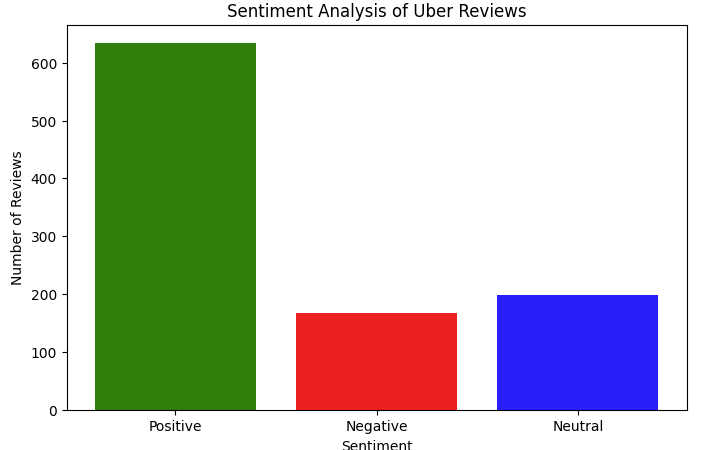 Sentiment Analysis of Uber Reviews
Number of Reviews
600
500
400
300
200
100
0
Positive
Negative
Neutral
Sentiment